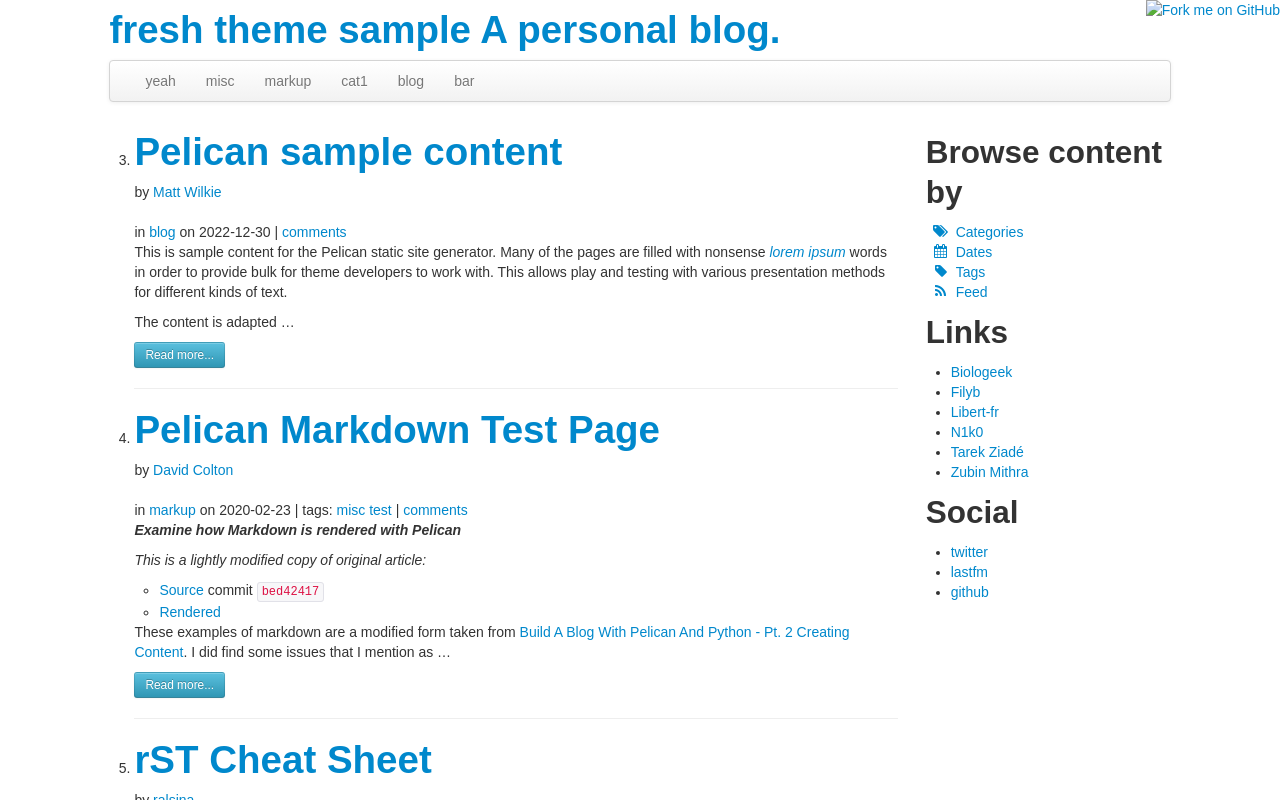 Fork me on GitHub
fresh theme sample A personal blog.
yeah misc markup cat1 blog bar
3. Pelican sample content
by Matt Wilkie
in blog on 2022-12-30 | comments
This is sample content for the Pelican static site generator. Many of the pages are filled with nonsense lorem ipsum words
in order to provide bulk for theme developers to work with. This allows play and testing with various presentation methods
for different kinds of text.
The content is adapted …
Read more...
4. Pelican Markdown Test Page
by David Colton
in markup on 2020-02-23 | tags: misc test | comments
Examine how Markdown is rendered with Pelican
This is a lightly modified copy of original article:
Source commit bed42417
Rendered
These examples of markdown are a modified form taken from Build A Blog With Pelican And Python - Pt. 2 Creating
Content. I did find some issues that I mention as …
Read more...
5. rST Cheat Sheet
by ralsina
Browse content
by
Categories
Dates
Tags
Feed
Links
Biologeek
Filyb
Libert-fr
N1k0
Tarek Ziadé
Zubin Mithra
Social
twitter
lastfm
github